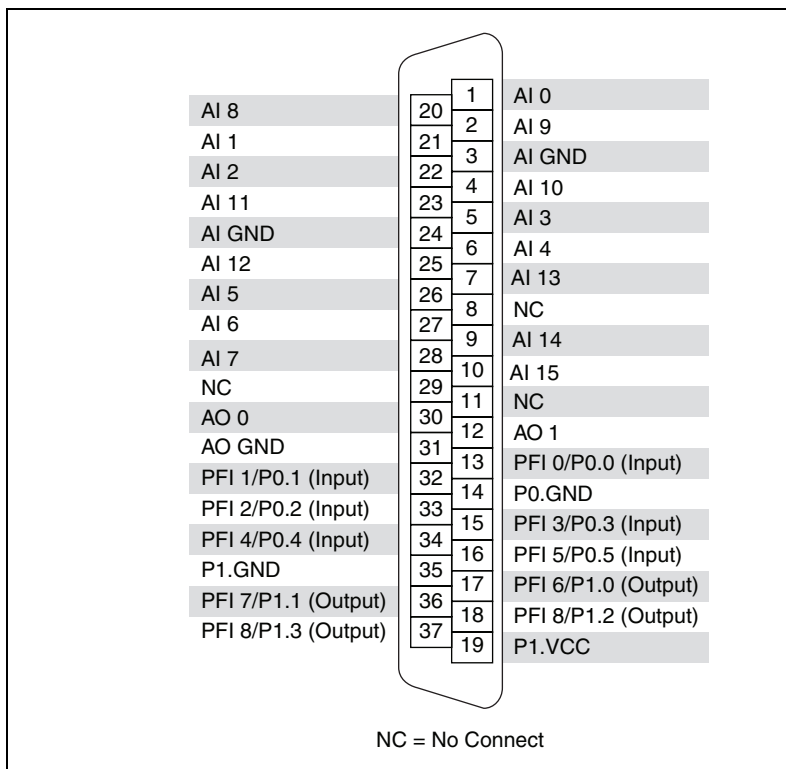 AI 8 20 1 AI 0
AI 1 21 2 AI 9
AI 2 22 3 AI GND
AI 11 23 4 AI 10
AI GND 24 5 AI 3
AI 12 25 6 AI 4
AI 5 26 7 AI 13
AI 6 27 8 NC
AI 7 28 9 AI 14
NC 29 10 AI 15
AO 0 30 11 NC
AO GND 31 12 AO 1
PFI 1/P0.1 (Input) 32 13 PFI 0/P0.0 (Input)
PFI 2/P0.2 (Input) 33 14 P0.GND
PFI 4/P0.4 (Input) 34 15 PFI 3/P0.3 (Input)
P1.GND 35 16 PFI 5/P0.5 (Input)
PFI 7/P1.1 (Output) 36 17 PFI 6/P1.0 (Output)
PFI 8/P1.3 (Output) 37 18 PFI 8/P1.2 (Output)
19 P1.VCC
NC = No Connect